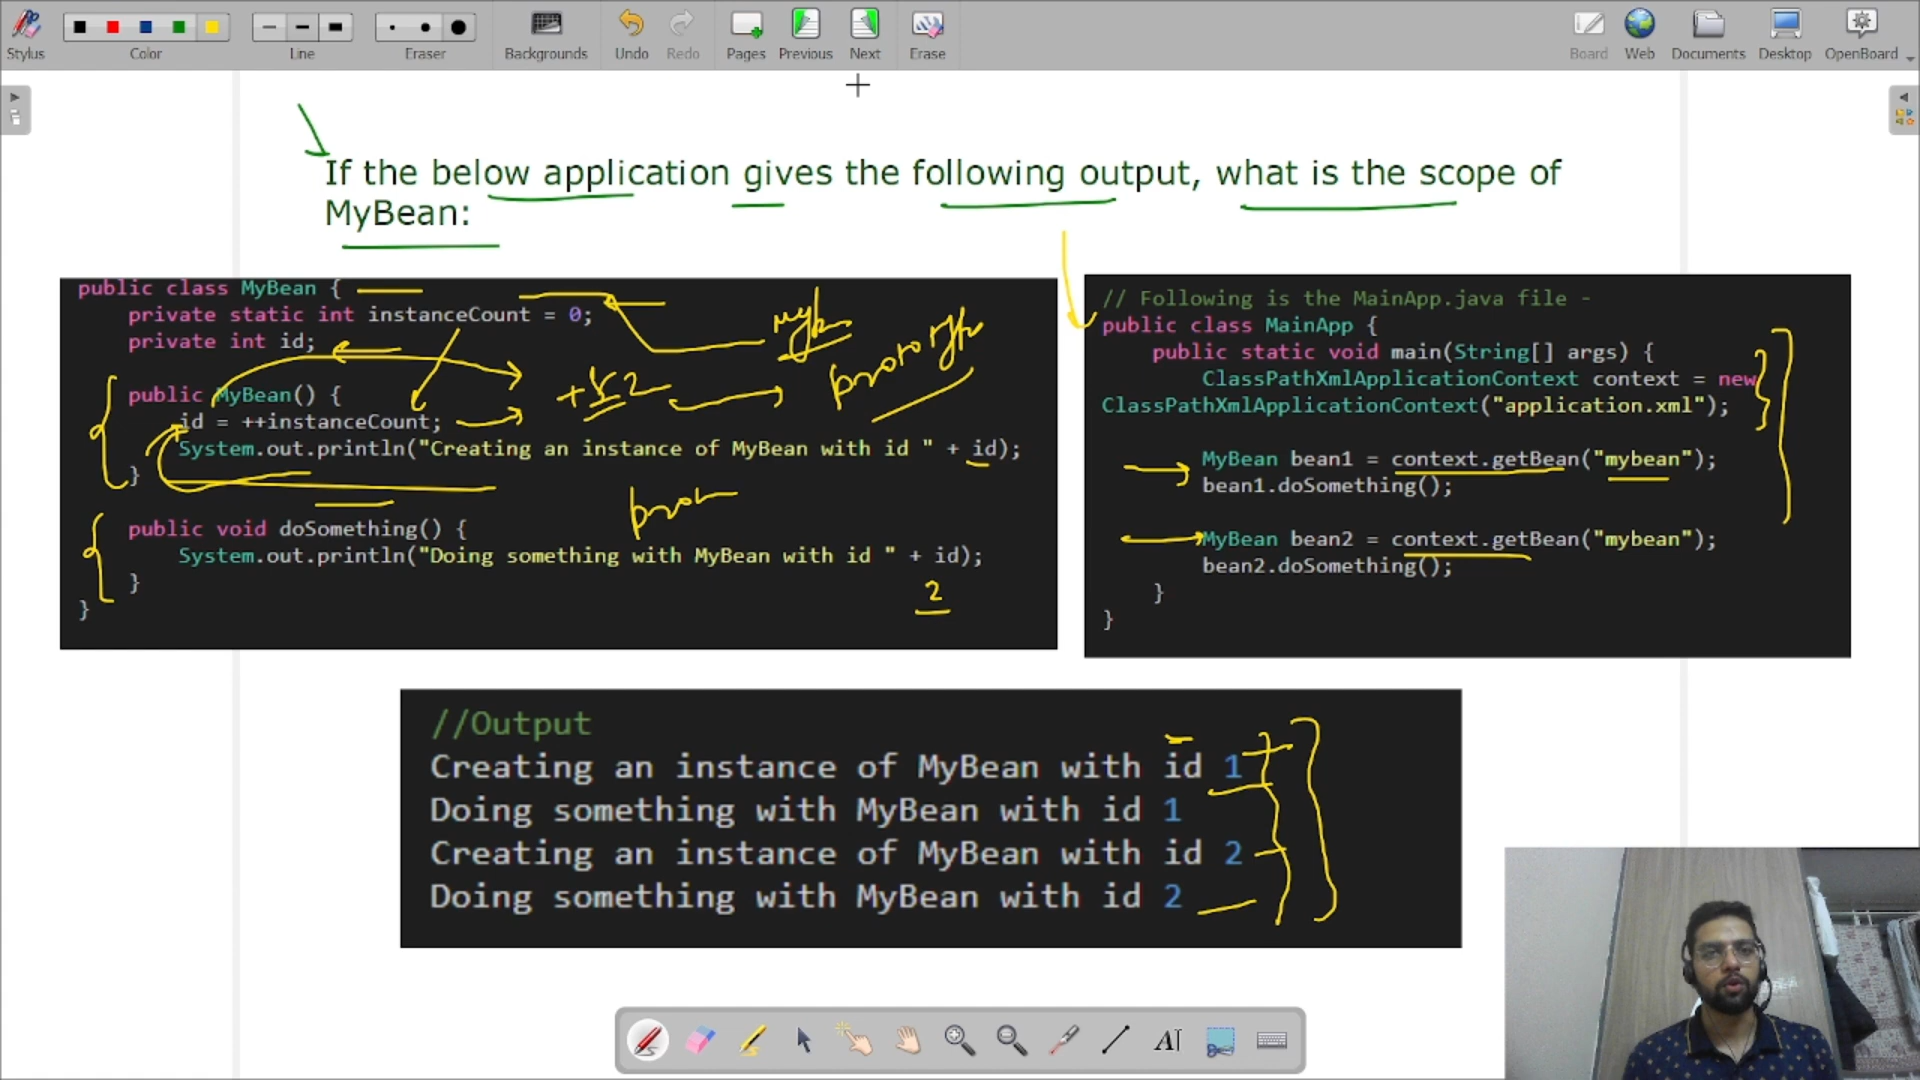 Stylus
Color
Line
Eraser
Backgrounds
Undo
Redo
Pages
Previous
Next
Erase
Board
Web
Documents
Desktop
OpenBoard
If the below application gives the following output, what is the scope of
MyBean:
public class MyBean {
private static int instanceCount = 0;
private int id;
public MyBean() {
id = ++instanceCount;
System.out.println("Creating an instance of MyBean with id " + id);
}
public void doSomething() {
System.out.println("Doing something with MyBean with id " + id);
}
}
2
// Following is the MainApp.java file -
public class MainApp {
public static void main(String[] args) {
ClassPathXmlApplicationContext context = new
ClassPathXmlApplicationContext("application.xml");
MyBean bean1 = context.getBean("mybean");
bean1.doSomething();
MyBean bean2 = context.getBean("mybean");
bean2.doSomething();
}
}
//Output
Creating an instance of MyBean with id 1
Doing something with MyBean with id 1
Creating an instance of MyBean with id 2
Doing something with MyBean with id 2
AI